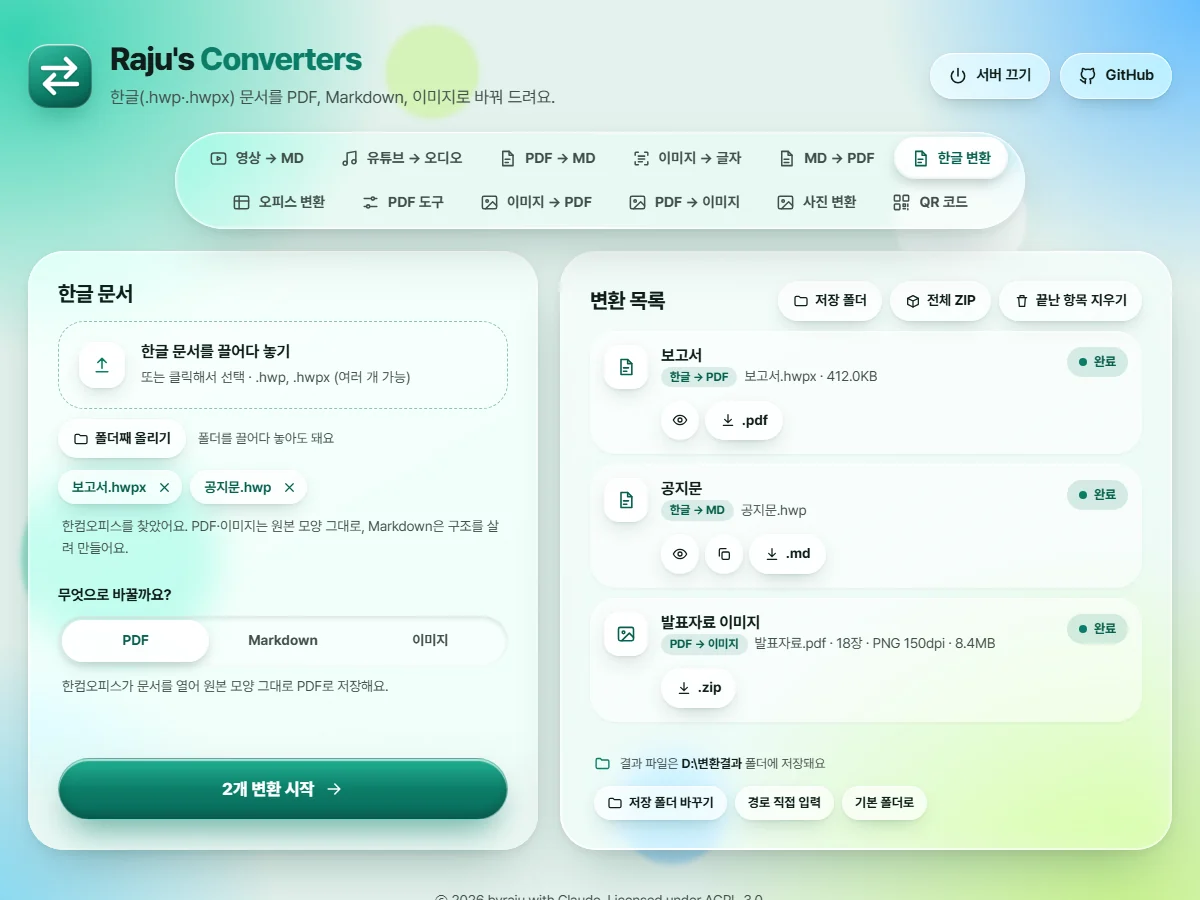 Raju's Converters
한글(.hwp·.hwpx) 문서를 PDF, Markdown, 이미지로 바꿔 드려요.
서버 끄기
GitHub
영상 → MD
유튜브 → 오디오
PDF → MD
이미지 → 글자
MD → PDF
한글 변환
오피스 변환
PDF 도구
이미지 → PDF
PDF → 이미지
사진 변환
QR 코드
한글 문서
한글 문서를 끌어다 놓기
또는 클릭해서 선택 · .hwp, .hwpx (여러 개 가능)
폴더째 올리기
폴더를 끌어다 놓아도 돼요
보고서.hwpx ×
공지문.hwp ×
한컴오피스를 찾았어요. PDF·이미지는 원본 모양 그대로, Markdown은 구조를 살
려 만들어요.
무엇으로 바꿀까요?
PDF
Markdown
이미지
한컴오피스가 문서를 열어 원본 모양 그대로 PDF로 저장해요.
2개 변환 시작 →
변환 목록
저장 폴더
전체 ZIP
끝난 항목 지우기
보고서
한글 → PDF
보고서.hwpx · 412.0KB
완료
.pdf
공지문
한글 → MD
공지문.hwp
완료
.md
발표자료 이미지
PDF → 이미지
발표자료.pdf · 18장 · PNG 150dpi · 8.4MB
완료
.zip
결과 파일은 D:\변환결과 폴더에 저장돼요
저장 폴더 바꾸기
경로 직접 입력
기본 폴더로
© 2026 byraju with Claude. Licensed under AGPL-3.0